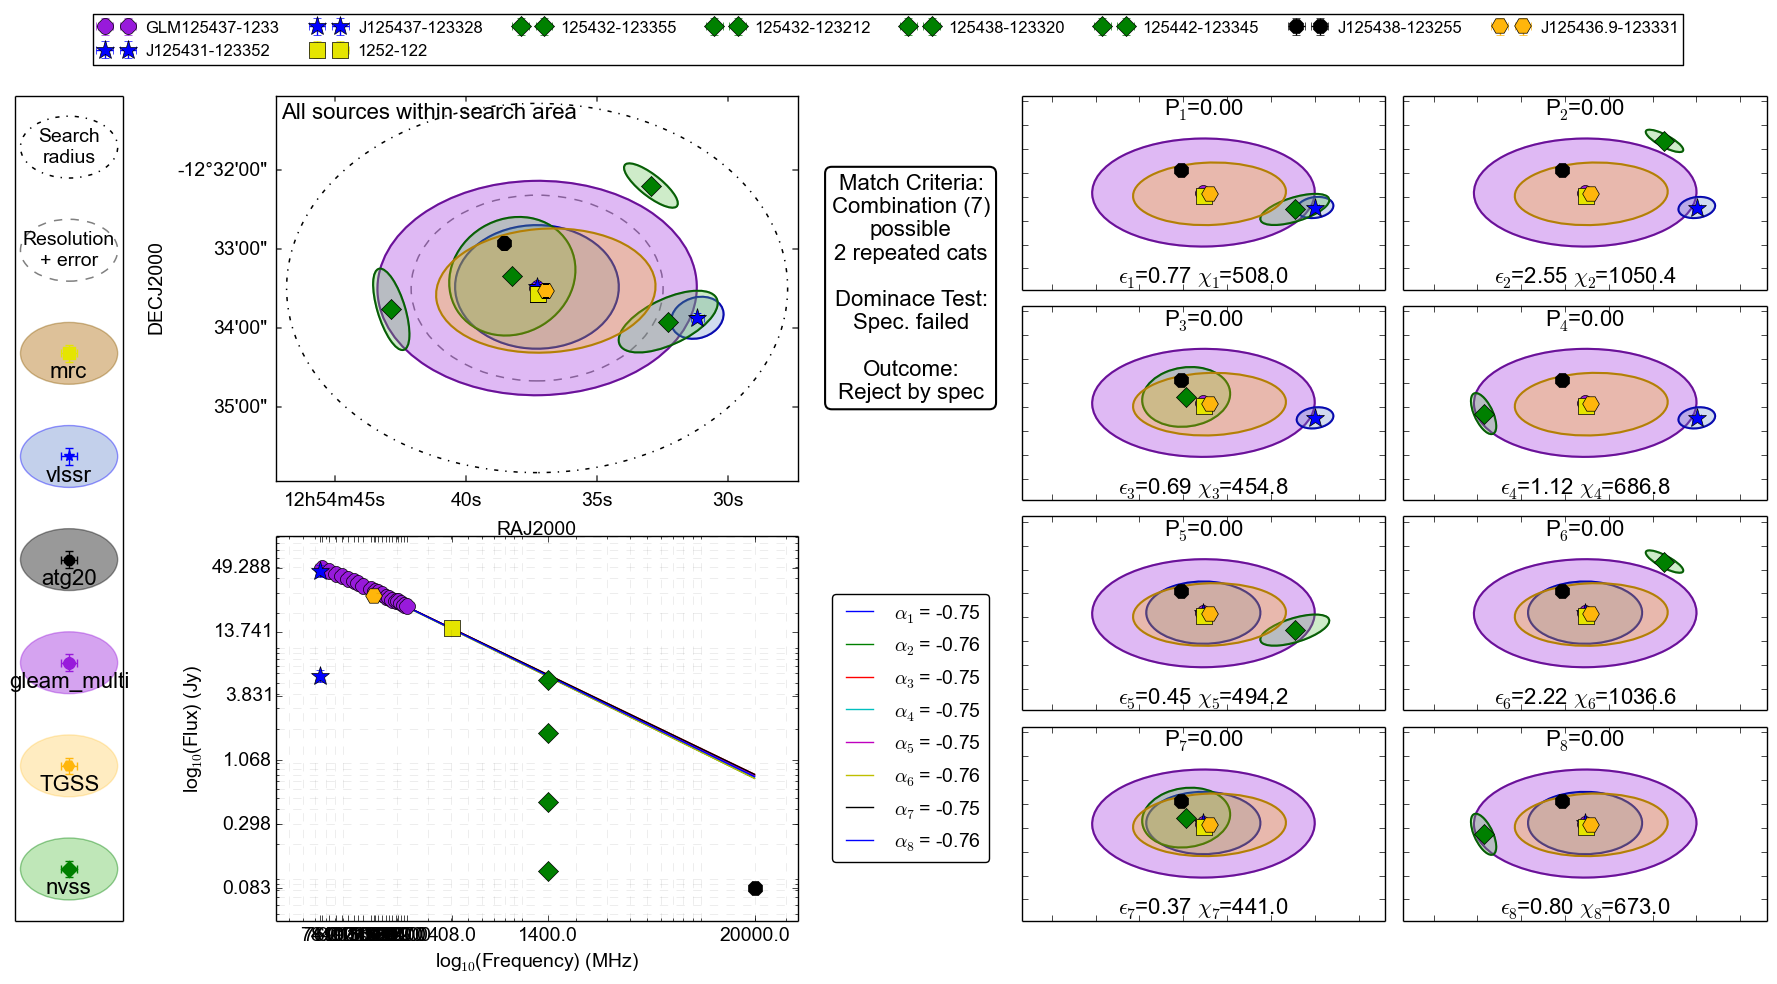 GLM125437-1233
J125437-123328
125432-123355
125432-123212
125438-123320
125442-123345
J125438-123255
J125436.9-123331
J125431-123352
1252-122
Search
radius
Resolution
+ error
mrc
vlssr
atg20
gleam_multi
TGSS
nvss
All sources within search area
DECJ2000
-12°32'00"
33'00"
34'00"
35'00"
12h54m45s
40s
35s
30s
RAJ2000
Match Criteria:
Combination (7)
possible
2 repeated cats
Dominace Test:
Spec. failed
Outcome:
Reject by spec
log10(Flux) (Jy)
49.288
13.741
3.831
1.068
0.298
0.083
408.0
1400.0
20000.0
log10(Frequency) (MHz)
α1 = -0.75
α2 = -0.76
α3 = -0.75
α4 = -0.75
α5 = -0.75
α6 = -0.76
α7 = -0.75
α8 = -0.76
P1=0.00
ϵ1=0.77 χ1=508.0
P2=0.00
ϵ2=2.55 χ2=1050.4
P3=0.00
ϵ3=0.69 χ3=454.8
P4=0.00
ϵ4=1.12 χ4=686.8
P5=0.00
ϵ5=0.45 χ5=494.2
P6=0.00
ϵ6=2.22 χ6=1036.6
P7=0.00
ϵ7=0.37 χ7=441.0
P8=0.00
ϵ8=0.80 χ8=673.0